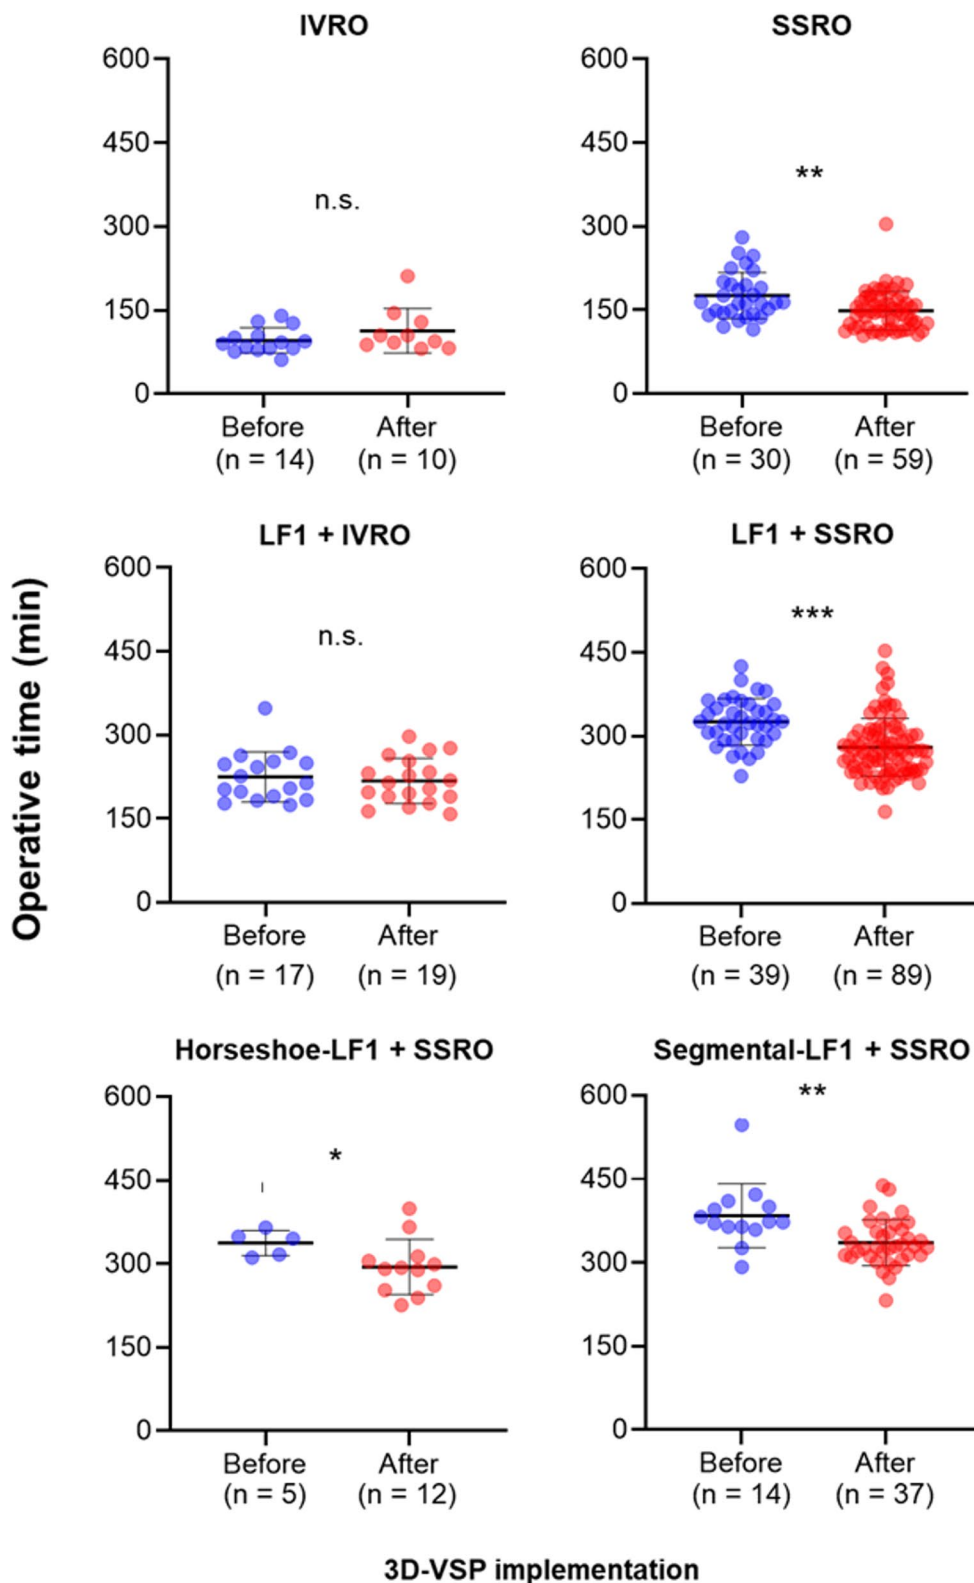 IVRO
600
450
300
150
0
n.s.
Before
(n = 14)
After
(n = 10)
SSRO
600
450
300
150
0
**
Before
(n = 30)
After
(n = 59)
Operative time (min)
LF1 + IVRO
600
450
300
150
0
n.s.
Before
(n = 17)
After
(n = 19)
LF1 + SSRO
600
450
300
150
0
***
Before
(n = 39)
After
(n = 89)
Horseshoe-LF1 + SSRO
600
450
300
150
0
*
Before
(n = 5)
After
(n = 12)
Segmental-LF1 + SSRO
600
450
300
150
0
**
Before
(n = 14)
After
(n = 37)
3D-VSP implementation